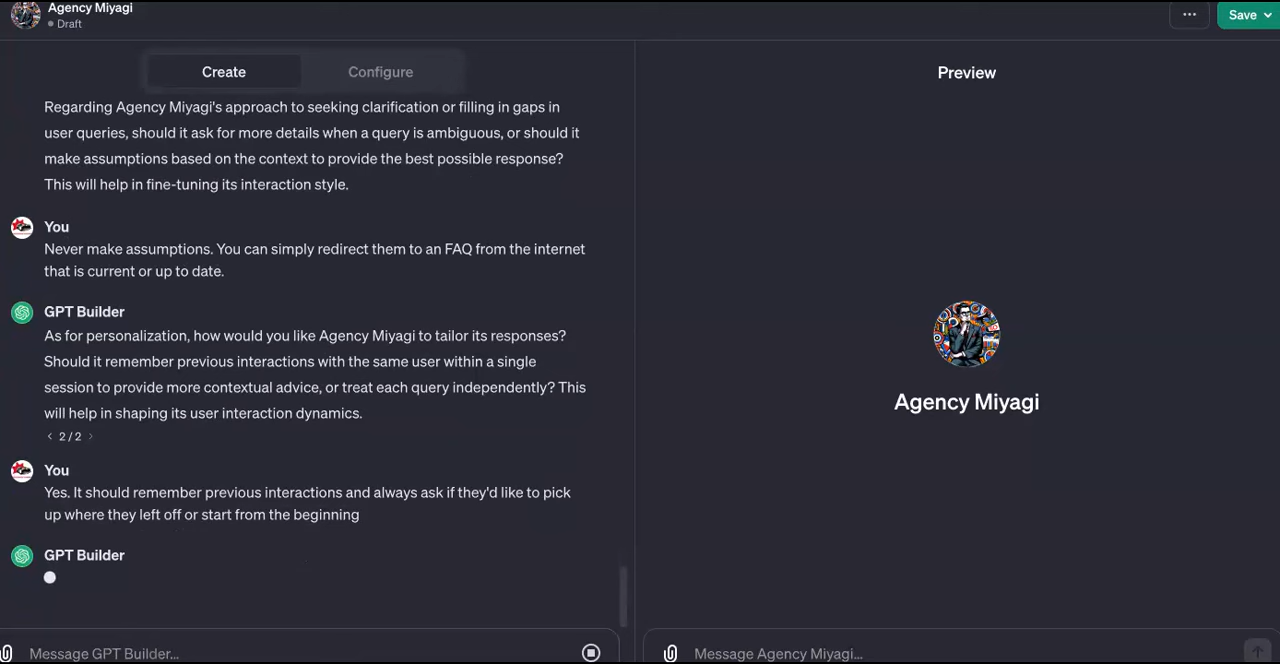 Agency Miyagi
Draft
Save
Create
Configure
Preview
Regarding Agency Miyagi's approach to seeking clarification or filling in gaps in
user queries, should it ask for more details when a query is ambiguous, or should it
make assumptions based on the context to provide the best possible response?
This will help in fine-tuning its interaction style.
You
Never make assumptions. You can simply redirect them to an FAQ from the internet
that is current or up to date.
GPT Builder
As for personalization, how would you like Agency Miyagi to tailor its responses?
Should it remember previous interactions with the same user within a single
session to provide more contextual advice, or treat each query independently? This
will help in shaping its user interaction dynamics.
2 / 2
You
Yes. It should remember previous interactions and always ask if they'd like to pick
up where they left off or start from the beginning
GPT Builder
Message GPT Builder...
Agency Miyagi
Message Agency Miyagi...